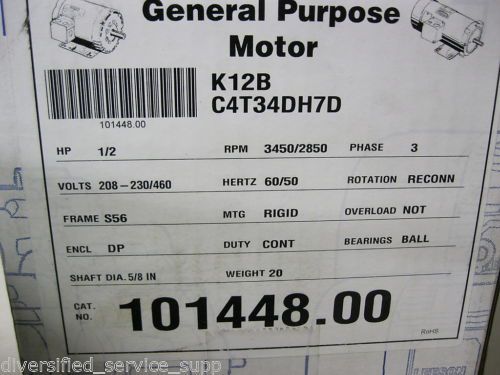 General Purpose
Motor
K12B
C4T34DH7D
101448.00
HP 1/2 RPM 3450/2850 PHASE 3
VOLTS 208-230/460 HERTZ 60/50 ROTATION RECONN
FRAME S56 MTG RIGID OVERLOAD NOT
ENCL DP DUTY CONT BEARINGS BALL
SHAFT DIA. 5/8 IN WEIGHT 20
CAT. NO. 101448.00
RoHS
LEESON
diversified_service_supp